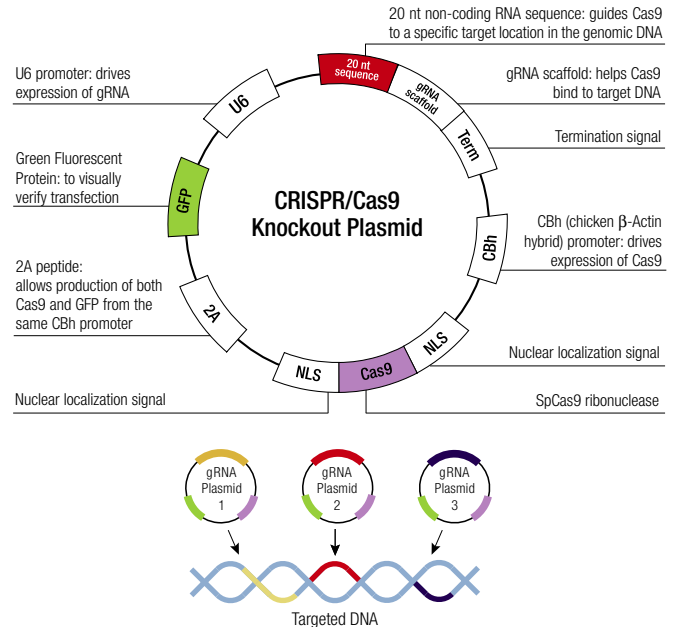 20 nt non-coding RNA sequence: guides Cas9
to a specific target location in the genomic DNA
U6 promoter: drives
expression of gRNA
gRNA scaffold: helps Cas9
bind to target DNA
Termination signal
Green Fluorescent
Protein: to visually
verify transfection
CBh (chicken β-Actin
hybrid) promoter: drives
expression of Cas9
2A peptide:
allows production of both
Cas9 and GFP from the
same CBh promoter
Nuclear localization signal
Nuclear localization signal
SpCas9 ribonuclease
20 nt
sequence
gRNA
scaffold
Term
CBh
NLS
Cas9
NLS
2A
GFP
U6
CRISPR/Cas9
Knockout Plasmid
gRNA
Plasmid
1
gRNA
Plasmid
2
gRNA
Plasmid
3
Targeted DNA